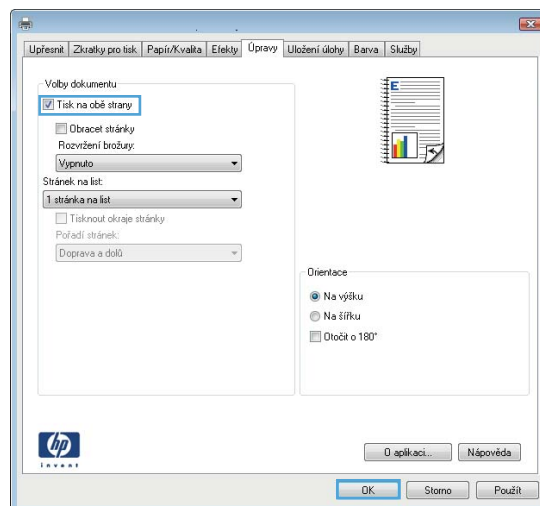 Upřesnit Zkratky pro tisk Papír/Kvalita Efekty Úpravy Uložení úlohy Barva Služby
Volby dokumentu
Tisk na obě strany
Obracet stránky
Rozvržení brožury:
Vypnuto
Stránek na list:
1 stránka na list
Tisknout okraje stránky
Pořadí stránek:
Doprava a dolů
E
Orientace
Na výšku
Na šířku
Otočit o 180°
hp
invent
O aplikaci... Nápověda
OK Storno Použít